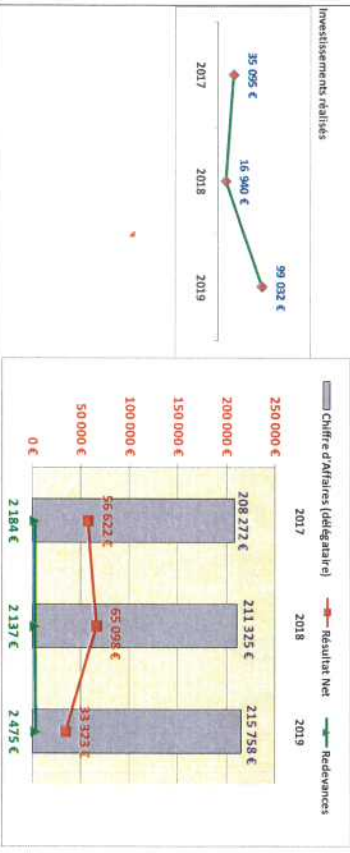 Investissements réalisés
35 095 €
16 940 €
99 032 €
2017
2018
2019
Chiffre d'Affaires (délégataire)
Résultat Net
Redevances
2017
2018
2019
250 000 €
200 000 €
150 000 €
100 000 €
50 000 €
0 €
208 272 €
211 325 €
215 758 €
56 622 €
65 098 €
33 323 €
2 184 €
2 137 €
2 475 €